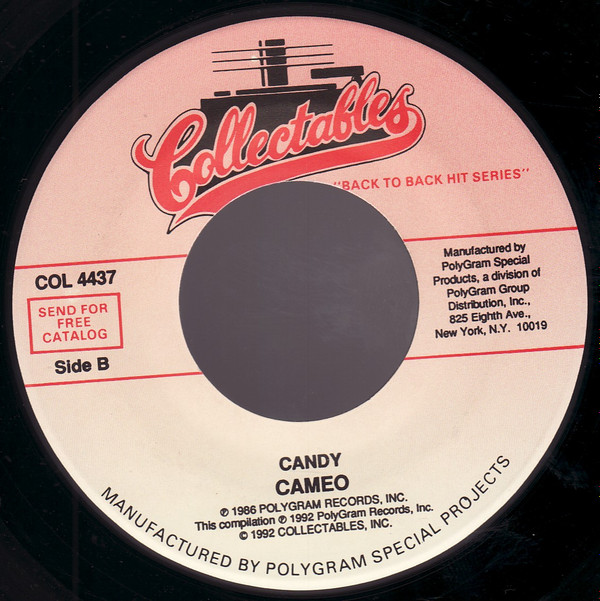 Collectables
"BACK TO BACK HIT SERIES"
COL 4437
SEND FOR
FREE
CATALOG
Side B
Manufactured by
PolyGram Special
Products, a division of
PolyGram Group
Distribution, Inc.,
825 Eighth Ave.,
New York, N.Y. 10019
CANDY
CAMEO
℗ 1986 POLYGRAM RECORDS, INC.
This compilation ℗ 1992 PolyGram Records, Inc.
© 1992 COLLECTABLES, INC.
MANUFACTURED BY POLYGRAM SPECIAL PROJECTS